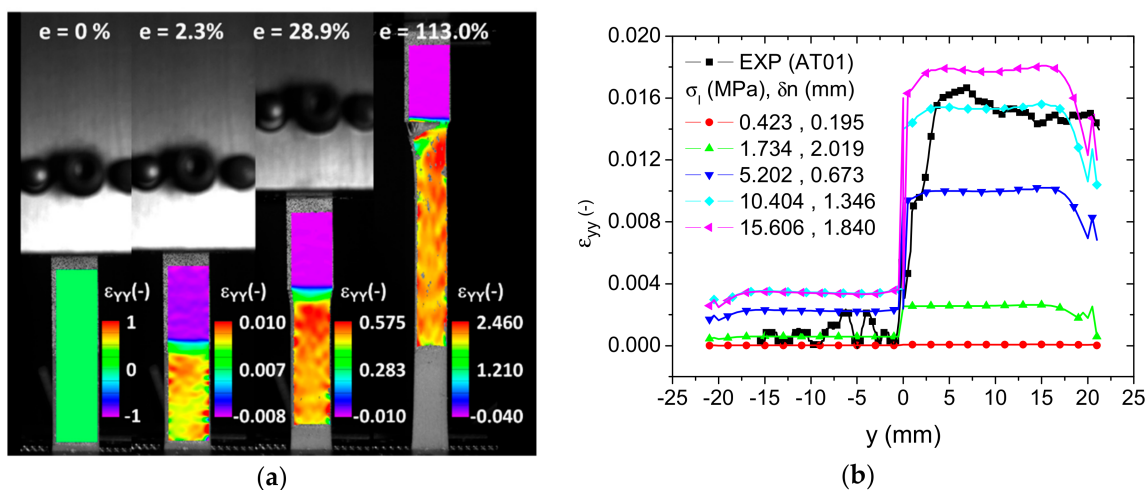 e = 0 % e = 2.3% e = 28.9% e = 113.0%
εYY(-) εYY(-) εYY(-) εYY(-)
1 0.010 0.575 2.460
0 0.007 0.283 1.210
-1 -0.008 -0.010 -0.040
(a)
0.020
0.016
0.012
0.008
0.004
0.000
εyy(-)
EXP (AT01)
σI (MPa), δn (mm)
0.423 , 0.195
1.734 , 2.019
5.202 , 0.673
10.404 , 1.346
15.606 , 1.840
-25 -20 -15 -10 -5 0 5 10 15 20 25
y (mm)
(b)